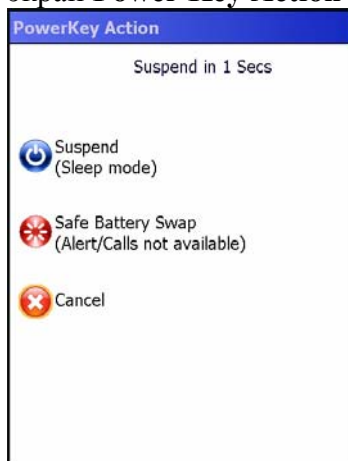 PowerKey Action
Suspend in 1 Secs
Suspend
(Sleep mode)
Safe Battery Swap
(Alert/Calls not available)
Cancel